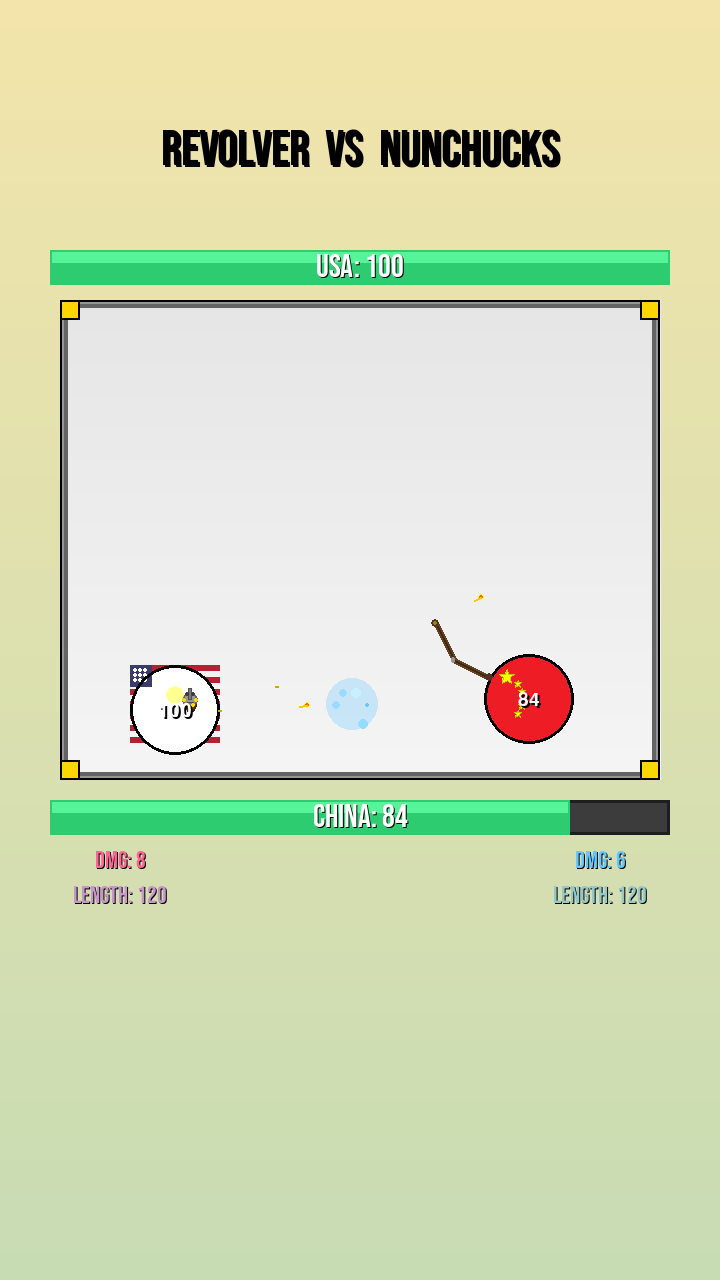 REVOLVER VS NUNCHUCKS
USA: 100
100
84
CHINA: 84
DMG: 8
DMG: 6
LENGTH: 120
LENGTH: 120